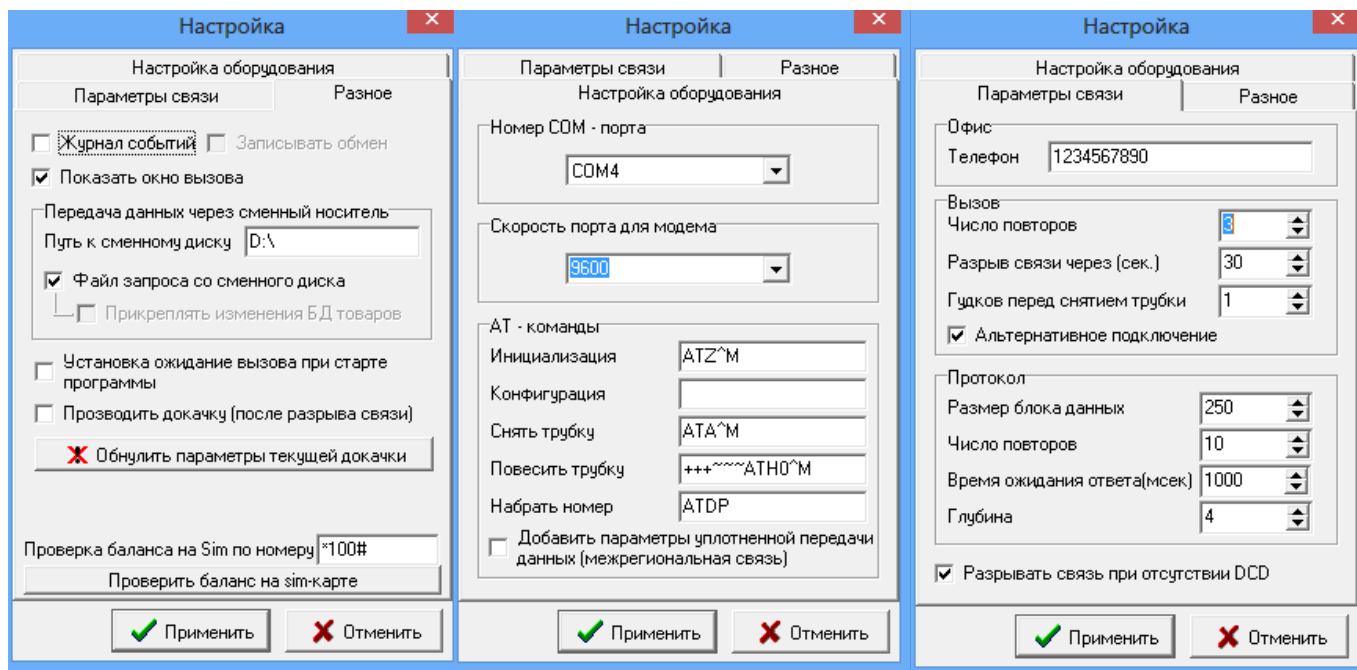 Настройка
Настройка оборудования
Параметры связи
Разное
Журнал событий
Записывать обмен
Показать окно вызова
Передача данных через сменный носитель
Путь к сменному диску D:\
Файл запроса со сменного диска
Прикреплять изменения БД товаров
Установка ожидание вызова при старте
программы
Прозводить докачку (после разрыва связи)
Обнулить параметры текущей докачки
Проверка баланса на Sim по номеру *100#
Проверить баланс на sim-карте
Применить
Отменить
Настройка
Параметры связи
Разное
Настройка оборудования
Номер COM - порта
COM4
Скорость порта для модема
9600
AT - команды
Инициализация ATZ^M
Конфигурация
Снять трубку ATA^M
Повесить трубку +++~~~ATH0^M
Набрать номер ATDP
Добавить параметры уплотненной передачи
данных (межрегиональная связь)
Применить
Отменить
Настройка
Настройка оборудования
Параметры связи
Разное
Офис
Телефон 1234567890
Вызов
Число повторов 3
Разрыв связи через (сек.) 30
Гудков перед снятием трубки 1
Альтернативное подключение
Протокол
Размер блока данных 250
Число повторов 10
Время ожидания ответа(мсек) 1000
Глубина 4
Разрывать связь при отсутствии DCD
Применить
Отменить